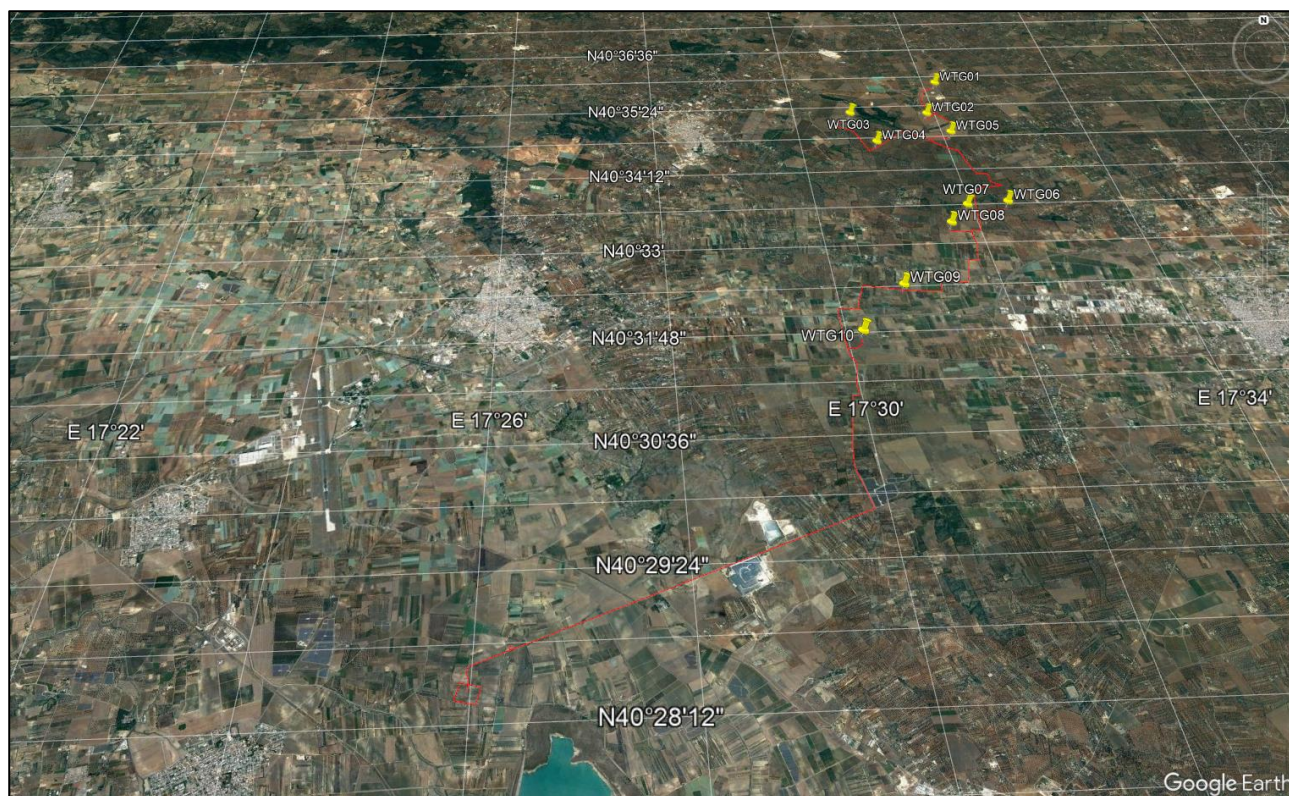 N
N40°36'36"
WTG01
N40°35'24"
WTG03
WTG02
WTG04
WTG05
N40°34'12"
WTG07
WTG06
WTG08
N40°33'
WTG09
WTG10
N40°31'48"
E 17°22'
E 17°26'
E 17°30'
E 17°34'
N40°30'36"
N40°29'24"
N40°28'12"
Google Earth